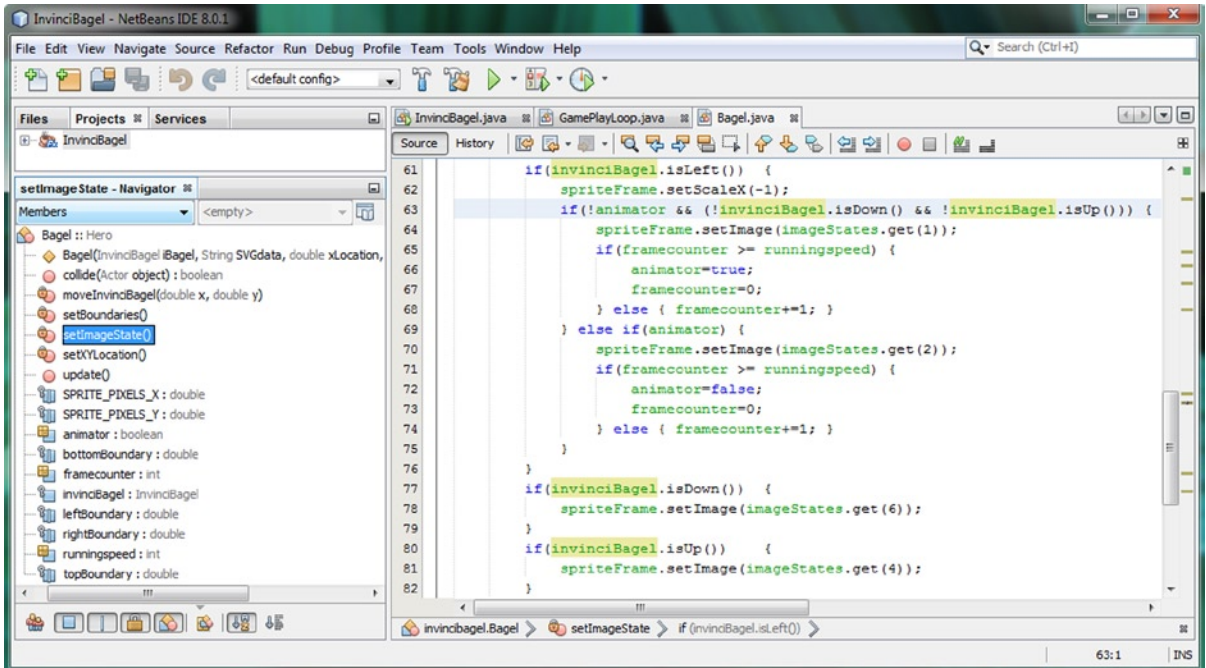 InvinciBagel - NetBeans IDE 8.0.1
File Edit View Navigate Source Refactor Run Debug Profile Team Tools Window Help
Search (Ctrl+I)
<default config>
Files Projects Services
InvinciBagel
setImageState - Navigator
Members <empty>
Bagel :: Hero
Bagel(InvinciBagel iBagel, String SVGdata, double xLocation,
collide(Actor object) : boolean
moveInvinciBagel(double x, double y)
setBoundaries()
setImageState()
setXYLocation()
update()
SPRITE_PIXELS_X : double
SPRITE_PIXELS_Y : double
animator : boolean
bottomBoundary : double
framecounter : int
invinciBagel : InvinciBagel
leftBoundary : double
rightBoundary : double
runningspeed : int
topBoundary : double
InvinciBagel.java GamePlayLoop.java Bagel.java
Source History
61 if(invinciBagel.isLeft()) {
62 spriteFrame.setScaleX(-1);
63 if(!animator && (!invinciBagel.isDown() && !invinciBagel.isUp())) {
64 spriteFrame.setImage(imageStates.get(1));
65 if(framecounter >= runningspeed) {
66 animator=true;
67 framecounter=0;
68 } else { framecounter+=1; }
69 } else if(animator) {
70 spriteFrame.setImage(imageStates.get(2));
71 if(framecounter >= runningspeed) {
72 animator=false;
73 framecounter=0;
74 } else { framecounter+=1; }
75 }
76 }
77 if(invinciBagel.isDown()) {
78 spriteFrame.setImage(imageStates.get(6));
79 }
80 if(invinciBagel.isUp()) {
81 spriteFrame.setImage(imageStates.get(4));
82 }
invincibagel.Bagel setImageState if (invinciBagel.isLeft())
63:1 INS